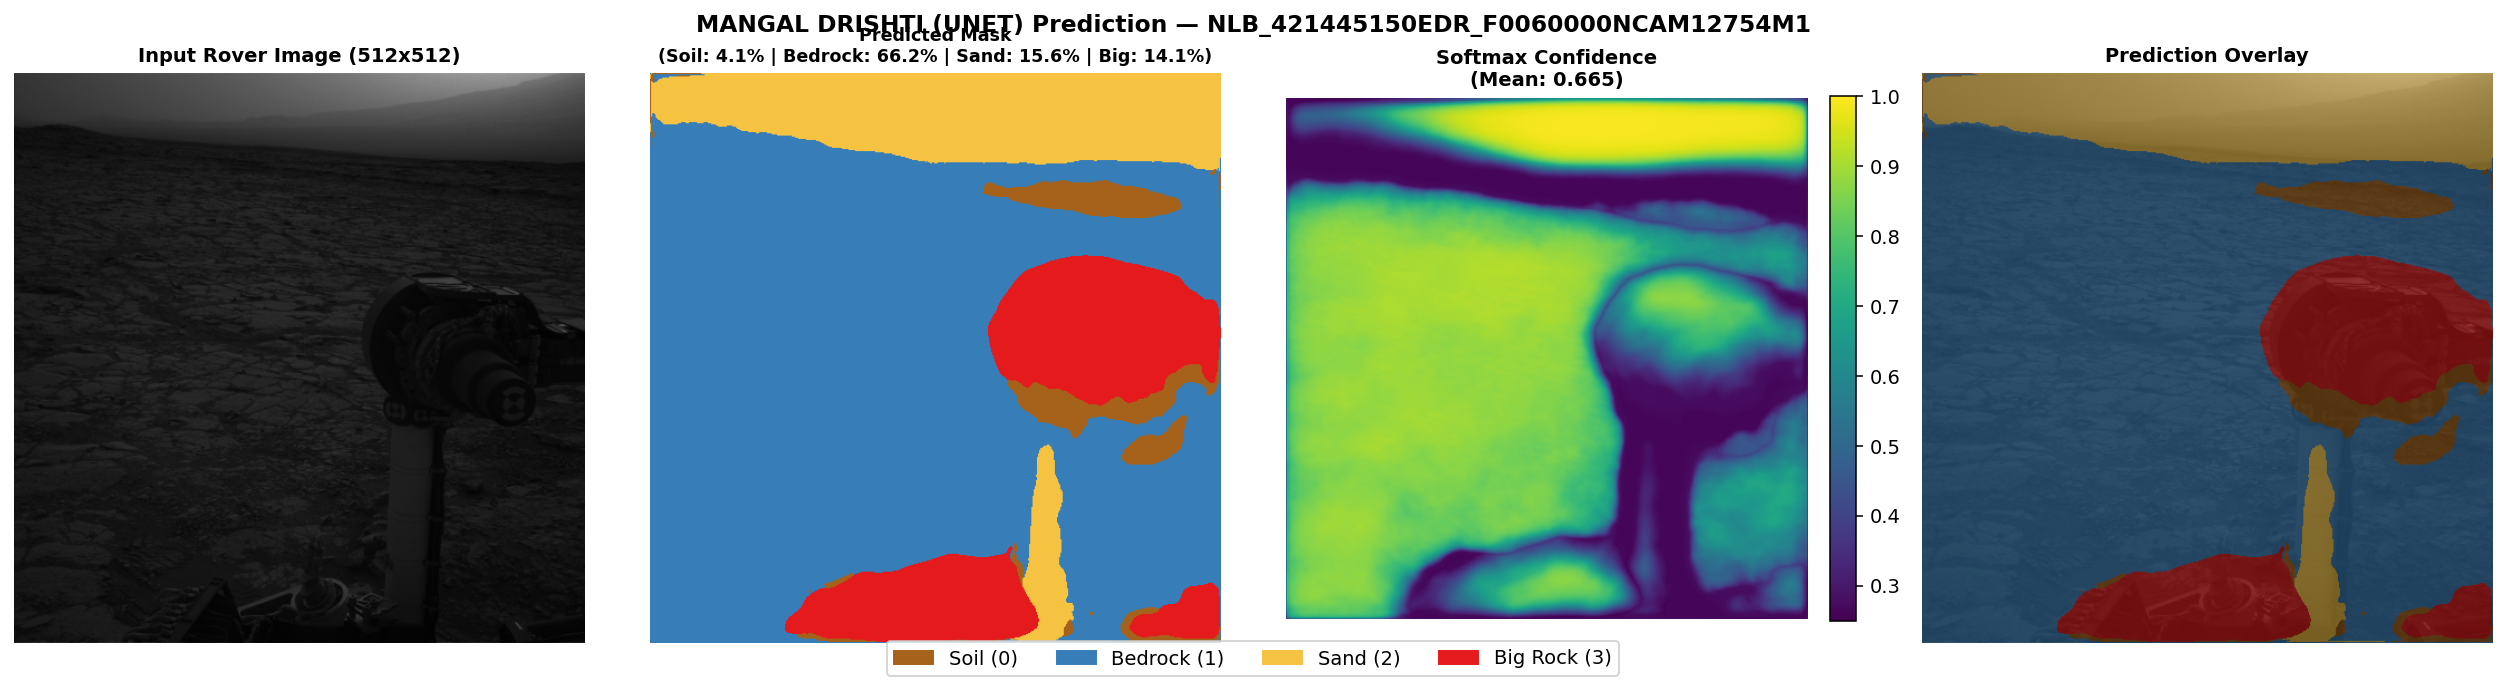 MANGAL DRISHTI (UNET) Prediction — NLB_421445150EDR_F0060000NCAM12754M1
Input Rover Image (512x512)
Predicted Mask
(Soil: 4.1% | Bedrock: 66.2% | Sand: 15.6% | Big: 14.1%)
Softmax Confidence
(Mean: 0.665)
Prediction Overlay
1.0
0.9
0.8
0.7
0.6
0.5
0.4
0.3
Soil (0)
Bedrock (1)
Sand (2)
Big Rock (3)